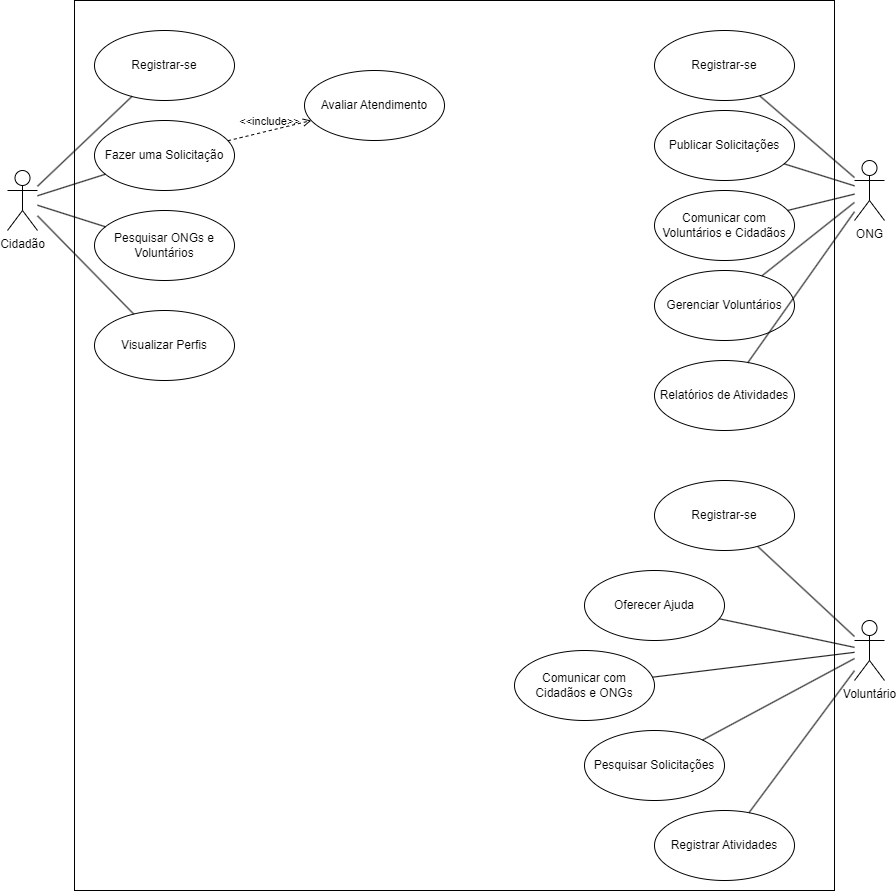 Registrar-se
Avaliar Atendimento
<<include>>
Fazer uma Solicitação
Pesquisar ONGs e
Voluntários
Visualizar Perfis
Cidadão
Registrar-se
Publicar Solicitações
Comunicar com
Voluntários e Cidadãos
Gerenciar Voluntários
Relatórios de Atividades
ONG
Registrar-se
Oferecer Ajuda
Comunicar com
Cidadãos e ONGs
Pesquisar Solicitações
Registrar Atividades
Voluntário